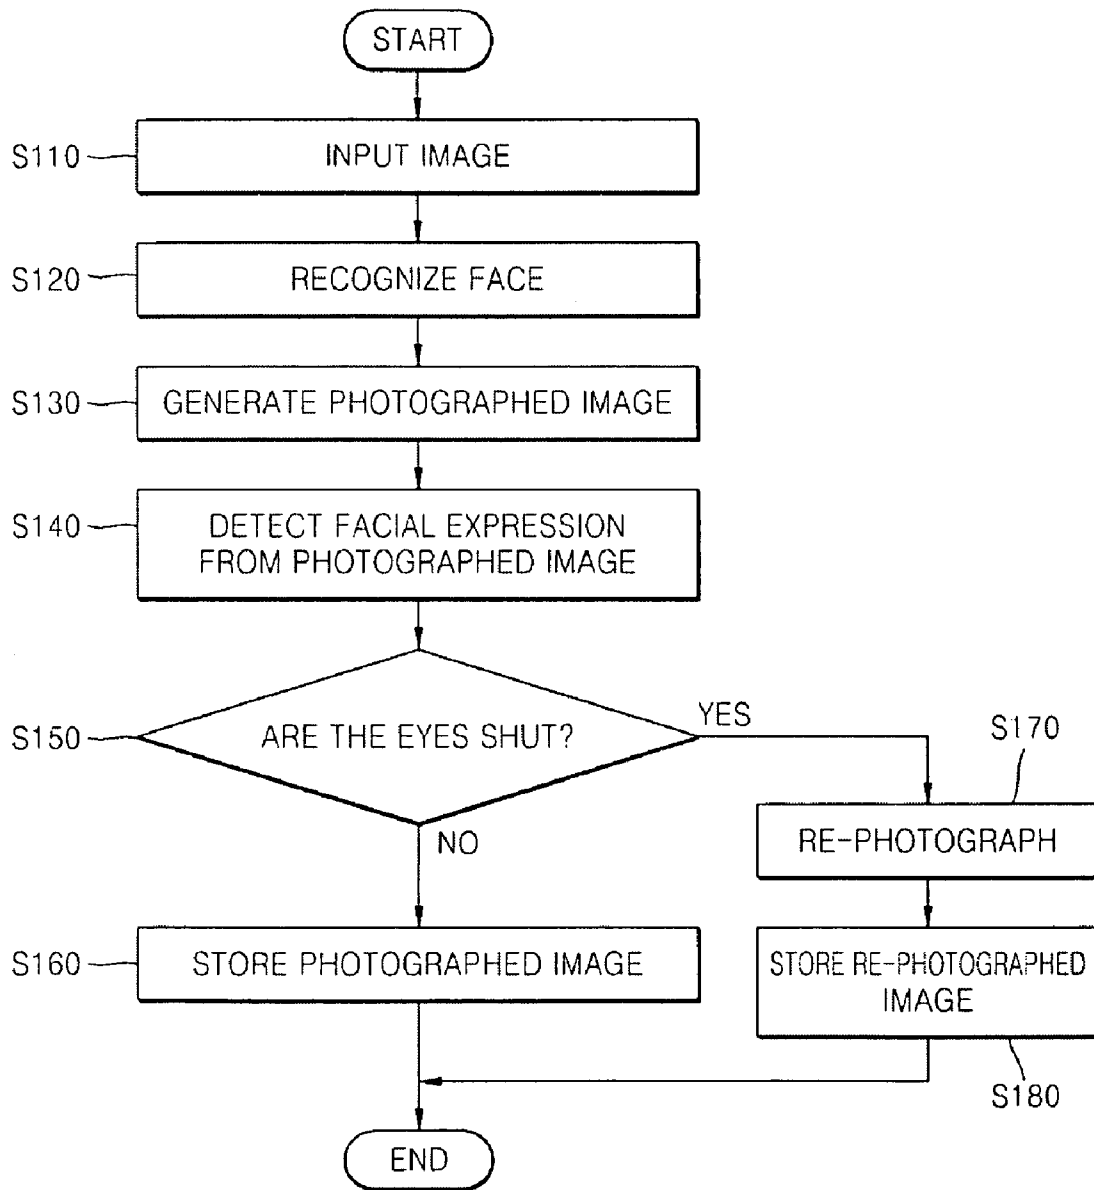 START
S110
INPUT IMAGE
S120
RECOGNIZE FACE
S130
GENERATE PHOTOGRAPHED IMAGE
S140
DETECT FACIAL EXPRESSION
FROM PHOTOGRAPHED IMAGE
S150
ARE THE EYES SHUT?
YES
NO
S170
RE-PHOTOGRAPH
S160
STORE PHOTOGRAPHED IMAGE
STORE RE-PHOTOGRAPHED
IMAGE
S180
END